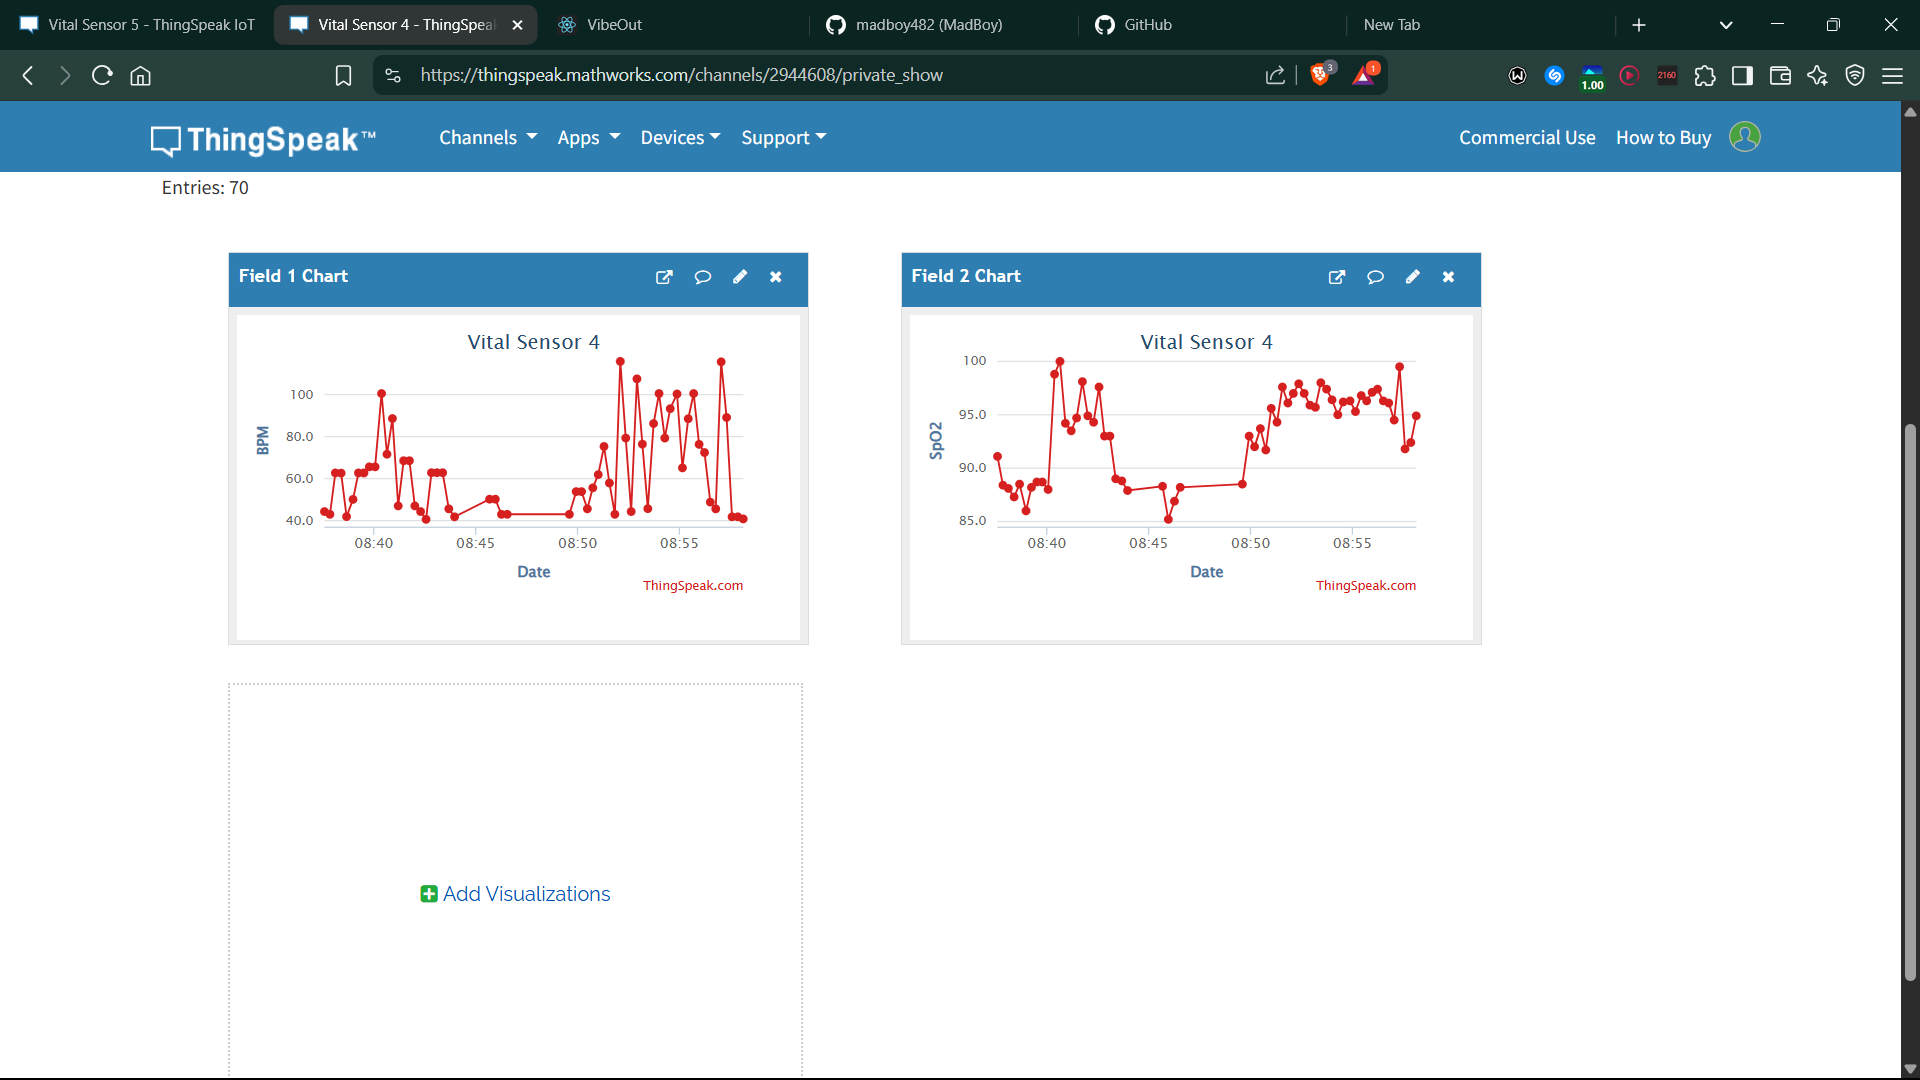 Vital Sensor 5 - ThingSpeak IoT
Vital Sensor 4 - ThingSpea
VibeOut
madboy482 (MadBoy)
GitHub
New Tab
https://thingspeak.mathworks.com/channels/2944608/private_show
3
1
1.00
2160
ThingSpeak™
Channels
Apps
Devices
Support
Commercial Use
How to Buy
Entries: 70
Field 1 Chart
Vital Sensor 4
BPM
100
80.0
60.0
40.0
08:40
08:45
08:50
08:55
Date
ThingSpeak.com
Field 2 Chart
Vital Sensor 4
SpO2
100
95.0
90.0
85.0
08:40
08:45
08:50
08:55
Date
ThingSpeak.com
Add Visualizations